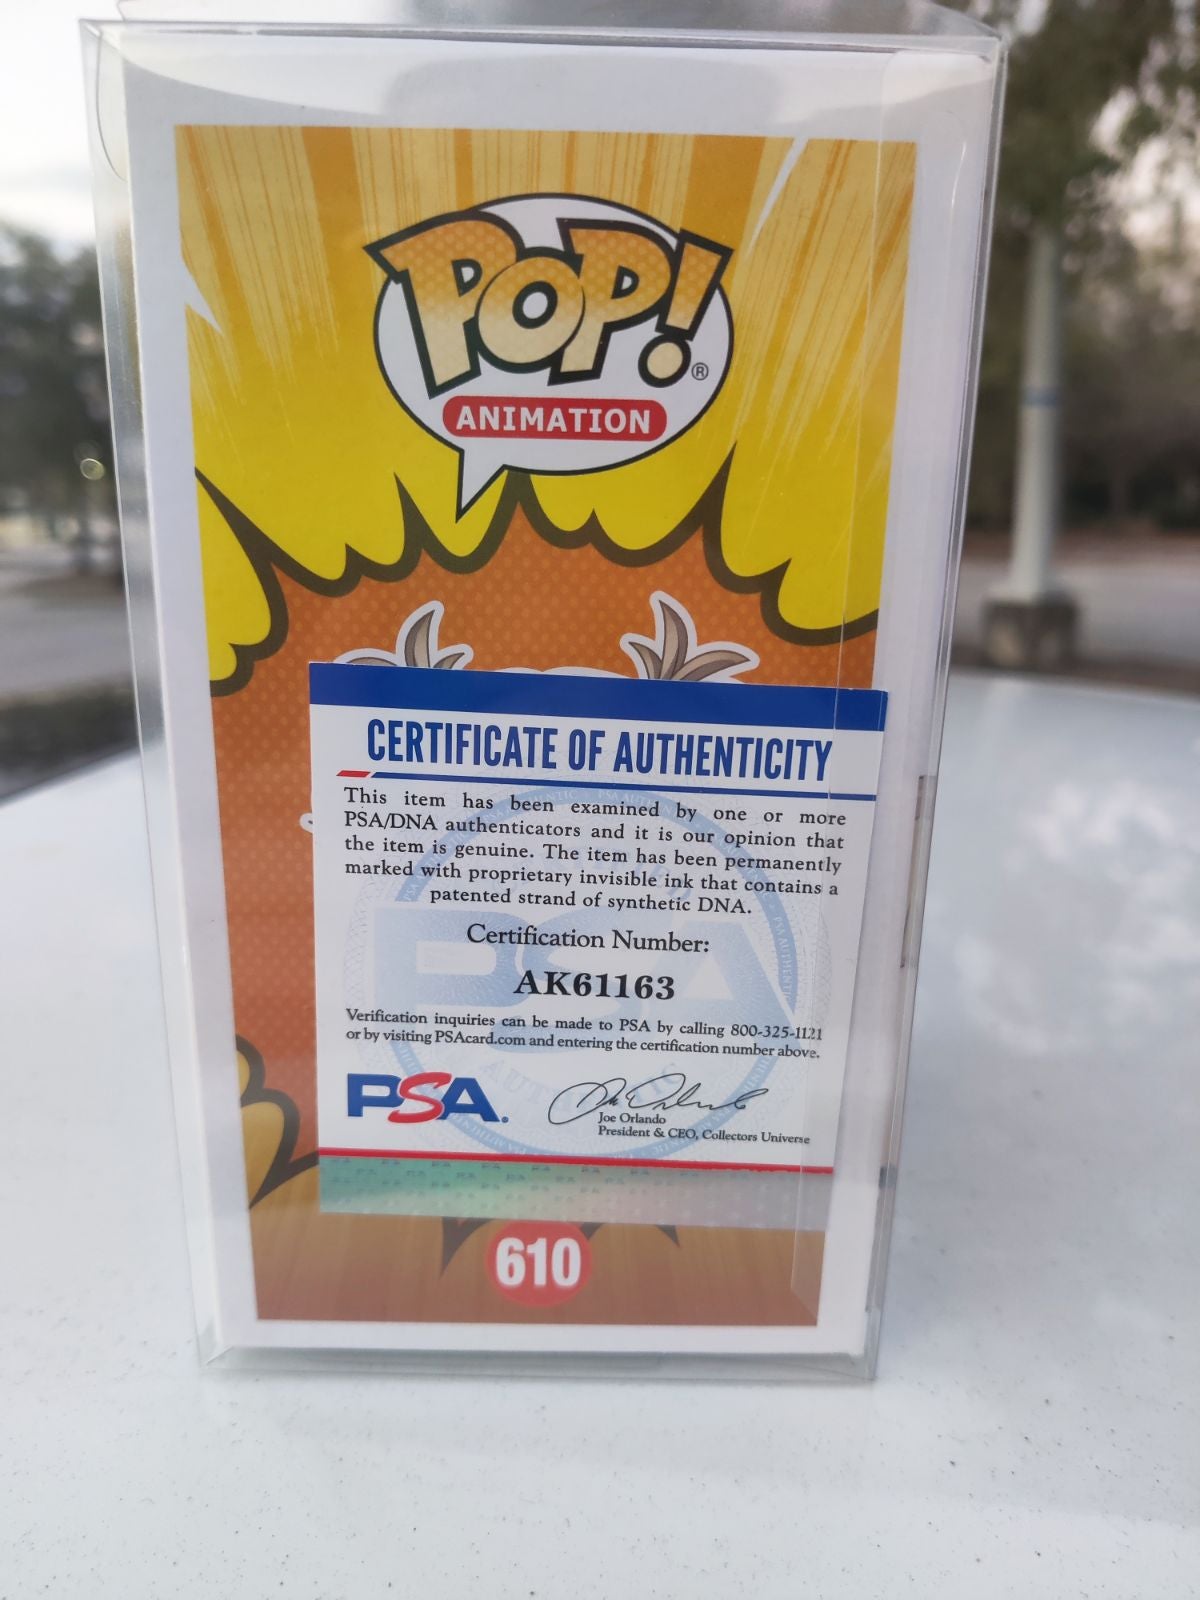 POP!®
ANIMATION
CERTIFICATE OF AUTHENTICITY
This item has been examined by one or more
PSA/DNA authenticators and it is our opinion that
the item is genuine. The item has been permanently
marked with proprietary invisible ink that contains a
patented strand of synthetic DNA.
Certification Number:
AK61163
Verification inquiries can be made to PSA by calling 800-325-1121
or by visiting PSAcard.com and entering the certification number above.
PSA.
Joe Orlando
President & CEO, Collectors Universe
610